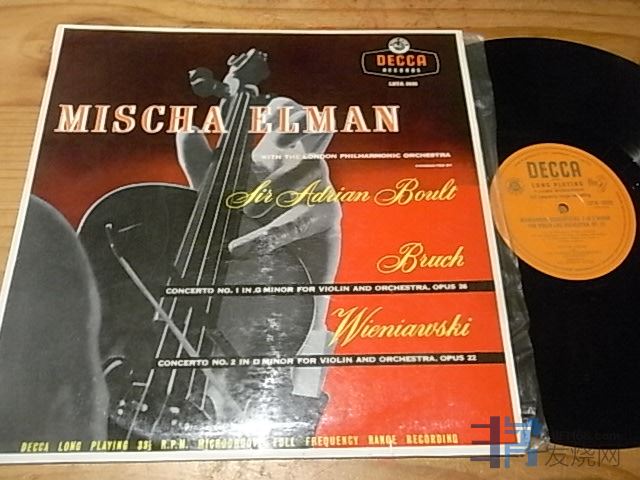 DECCA
RECORDS
MISCHA ELMAN
WITH THE LONDON PHILHARMONIC ORCHESTRA
CONDUCTED BY
Sir Adrian Boult
Bruch
CONCERTO NO. 1 IN G MINOR FOR VIOLIN AND ORCHESTRA, OPUS 26
Wieniawski
CONCERTO NO. 2 IN D MINOR FOR VIOLIN AND ORCHESTRA, OPUS 22
DECCA LONG PLAYING 33⅓ R.P.M. MICROGROOVE FULL FREQUENCY RANGE RECORDING
DECCA
LONG PLAYING
发烧网